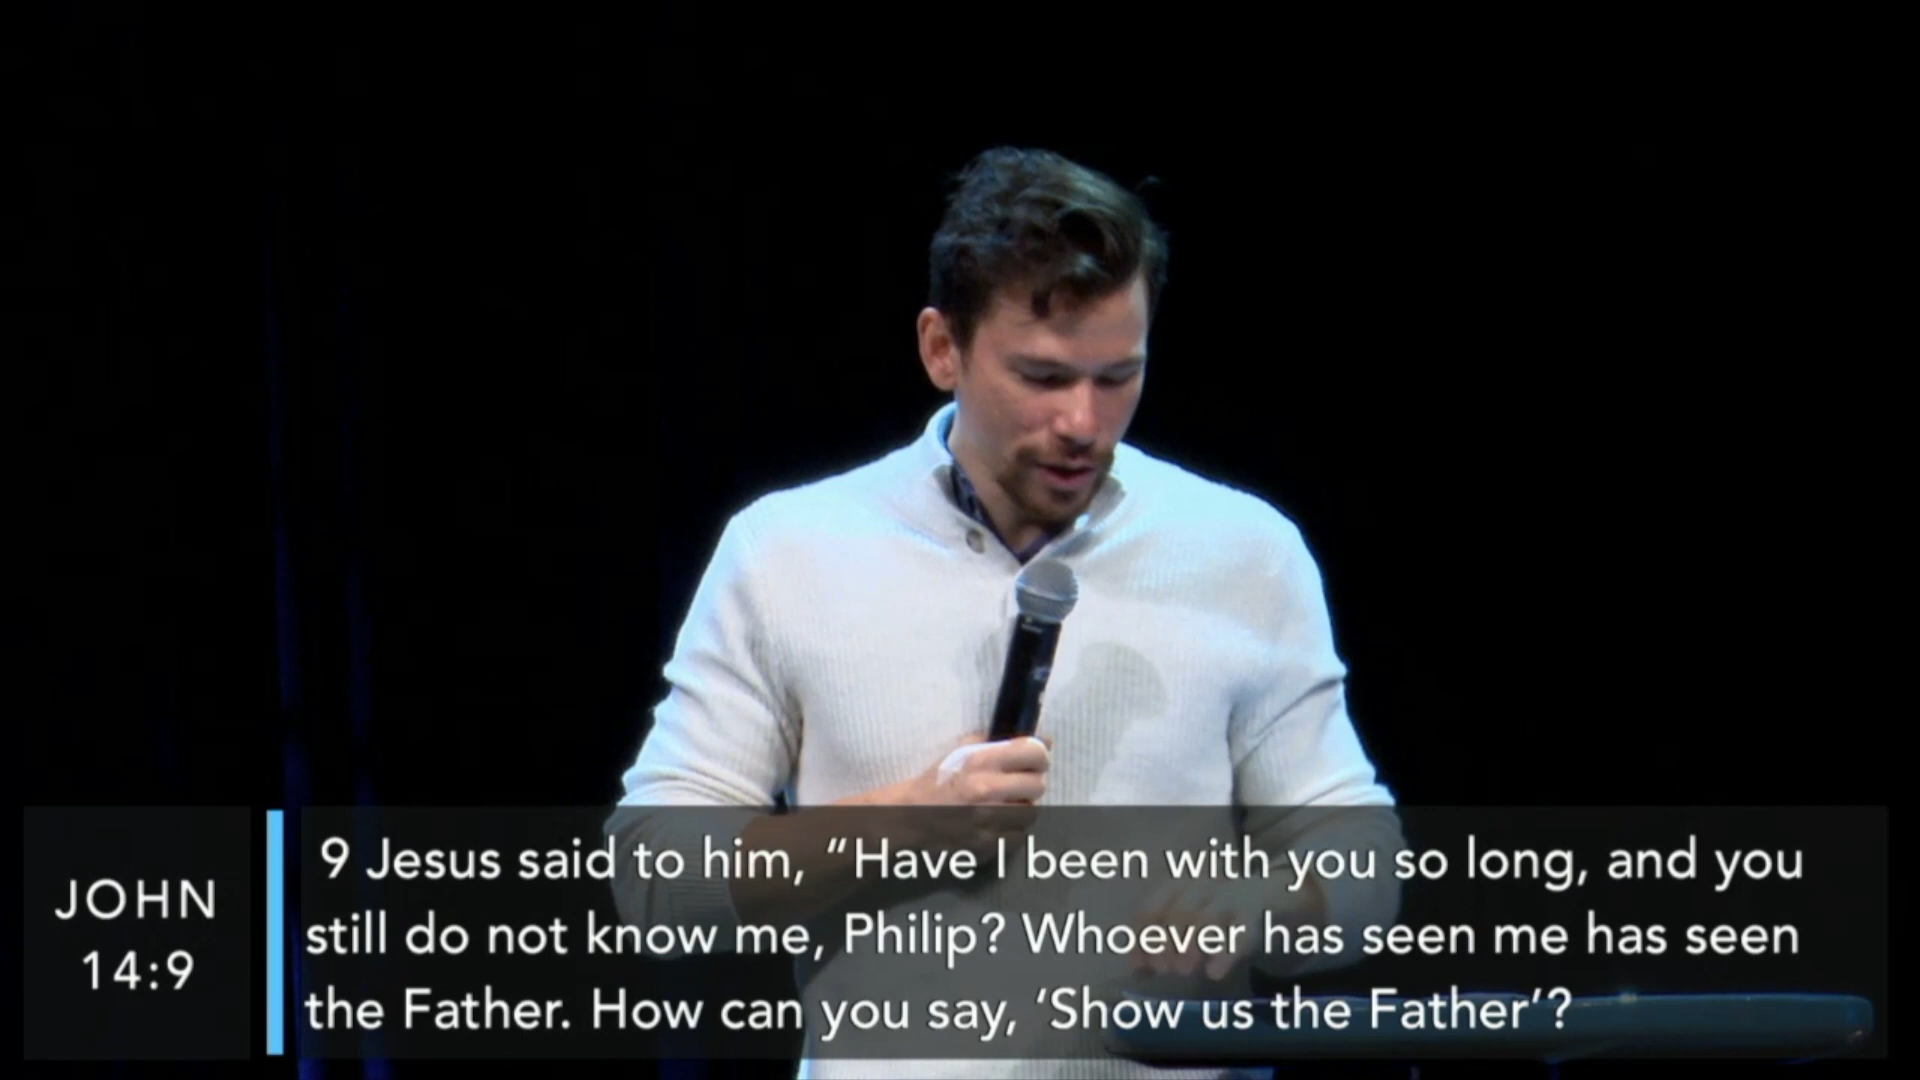 JOHN
14:9
9 Jesus said to him, “Have I been with you so long, and you
still do not know me, Philip? Whoever has seen me has seen
the Father. How can you say, ‘Show us the Father’?